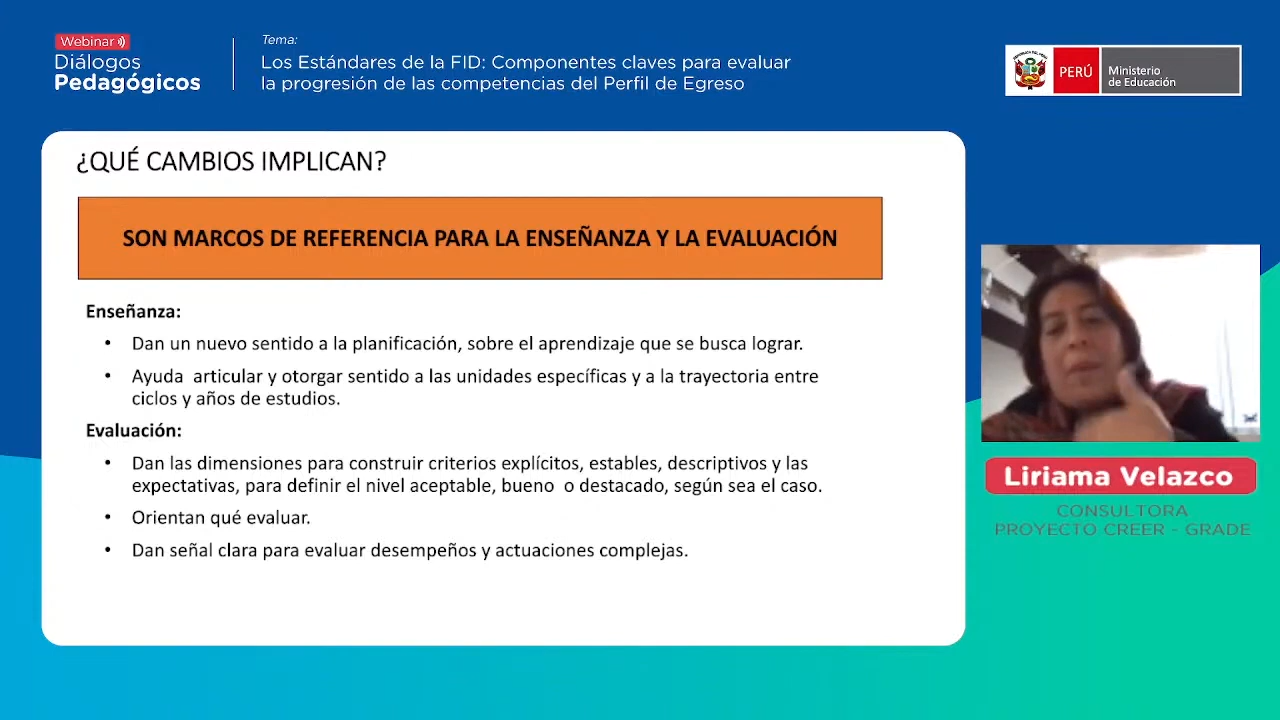 Webinar
Diálogos
Pedagógicos
Tema:
Los Estándares de la FID: Componentes claves para evaluar
la progresión de las competencias del Perfil de Egreso
PERÚ
Ministerio
de Educación
¿QUÉ CAMBIOS IMPLICAN?
SON MARCOS DE REFERENCIA PARA LA ENSEÑANZA Y LA EVALUACIÓN
Enseñanza:
• Dan un nuevo sentido a la planificación, sobre el aprendizaje que se busca lograr.
• Ayuda articular y otorgar sentido a las unidades específicas y a la trayectoria entre
ciclos y años de estudios.
Evaluación:
• Dan las dimensiones para construir criterios explícitos, estables, descriptivos y las
expectativas, para definir el nivel aceptable, bueno o destacado, según sea el caso.
• Orientan qué evaluar.
• Dan señal clara para evaluar desempeños y actuaciones complejas.
Liriama Velazco
CONSULTORA
PROYECTO CREER - GRADE